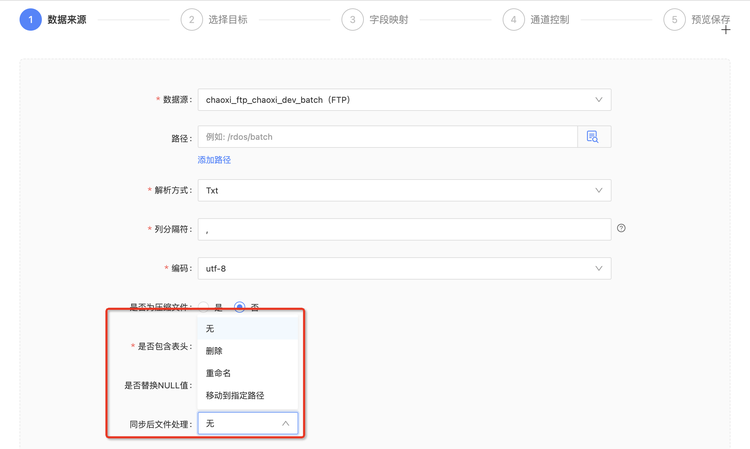 1 数据来源 2 选择目标 3 字段映射 4 通道控制 5 预览保存
* 数据源: chaoxi_ftp_chaoxi_dev_batch（FTP）
路径: 例如: /rdos/batch
添加路径
* 解析方式: Txt
* 列分隔符: ,
* 编码: utf-8
是否为压缩文件: 是 否
无
* 是否包含表头:
删除
重命名
是否替换NULL值:
移动到指定路径
同步后文件处理: 无